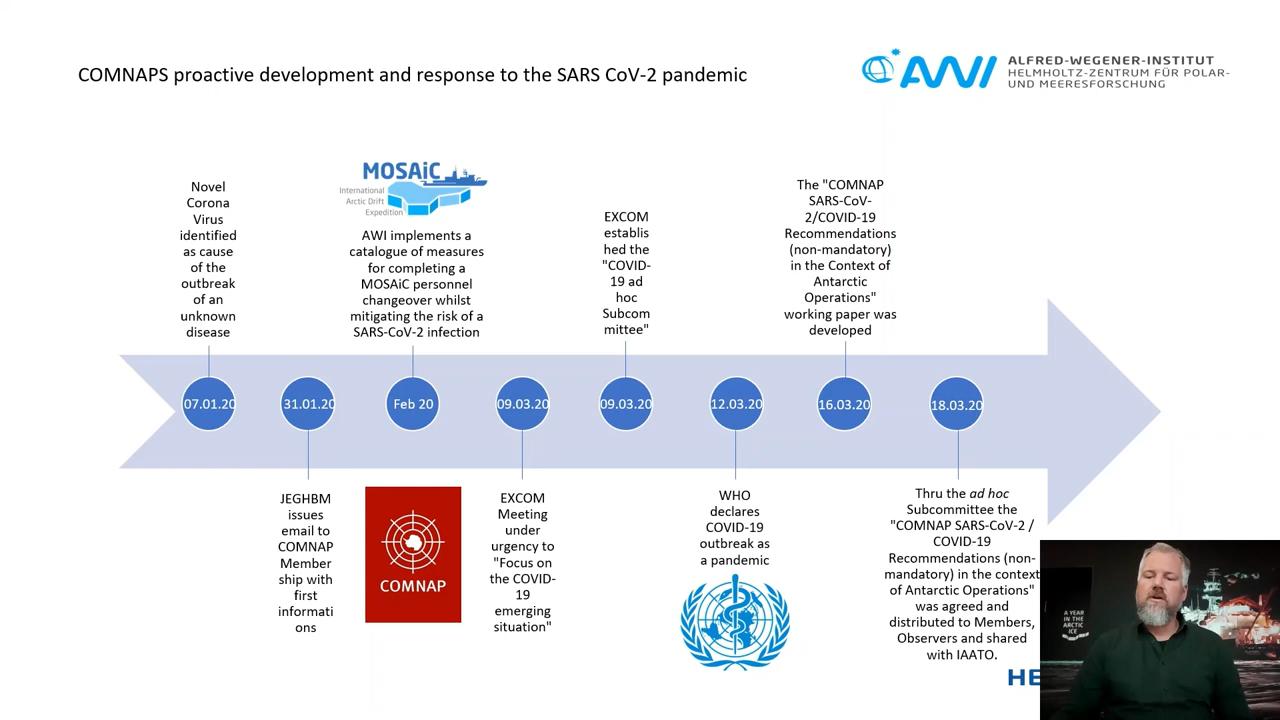 COMNAPS proactive development and response to the SARS CoV-2 pandemic
AWI
ALFRED-WEGENER-INSTITUT
HELMHOLTZ-ZENTRUM FÜR POLAR-
UND MEERESFORSCHUNG
Novel
Corona
Virus
identified
as cause
of the
outbreak
of an
unknown
disease
MOSAiC
International
Arctic Drift
Expedition
AWI implements a
catalogue of measures
for completing a
MOSAiC personnel
changeover whilst
mitigating the risk of a
SARS-CoV-2 infection
EXCOM
establis
hed the
"COVID-
19 ad
hoc
Subcom
mittee"
The "COMNAP
SARS-CoV-
2/COVID-19
Recommendations
(non-mandatory)
in the Context of
Antarctic
Operations"
working paper was
developed
07.01.20
31.01.20
Feb 20
09.03.20
09.03.20
12.03.20
16.03.20
18.03.20
JEGHBM
issues
email to
COMNAP
Member
ship with
first
informati
ons
COMNAP
EXCOM
Meeting
under
urgency to
"Focus on
the COVID-
19
emerging
situation"
WHO
declares
COVID-19
outbreak as
a pandemic
Thru the ad hoc
Subcommittee the
"COMNAP SARS-CoV-2 /
COVID-19
Recommendations (non-
mandatory) in the context
of Antarctic Operations"
was agreed and
distributed to Members,
Observers and shared
with IAATO.
HE
A YEAR
IN THE
ARCTIC
ICE